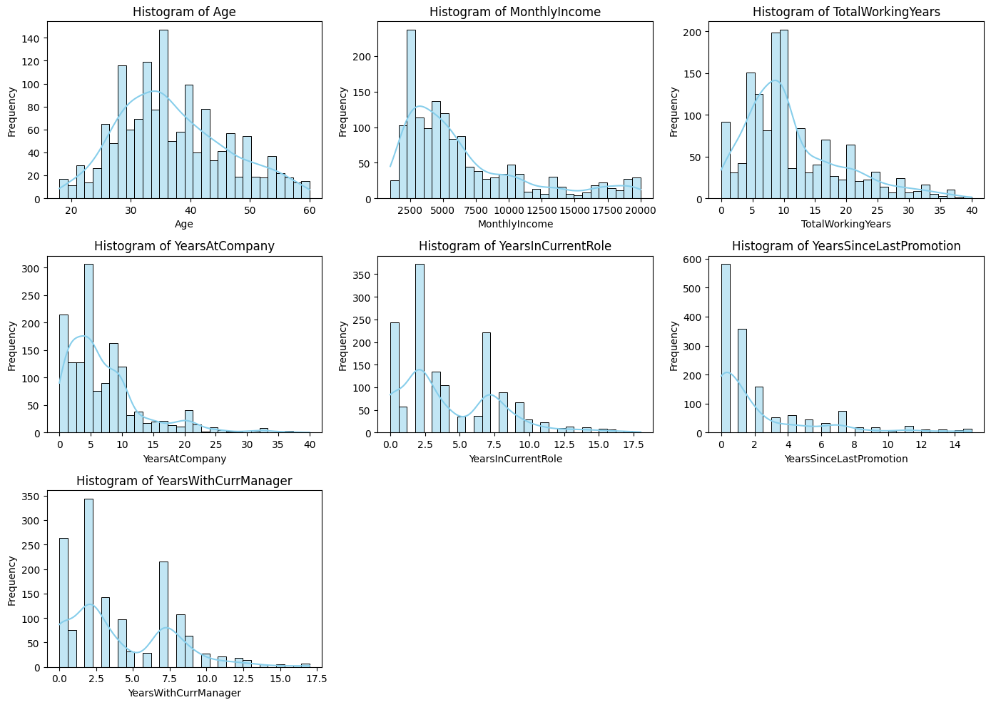 Histogram of Age
Frequency
140
120
100
80
60
40
20
0
20 30 40 50 60
Age
Histogram of MonthlyIncome
Frequency
200
150
100
50
0
2500 5000 7500 10000 12500 15000 17500 20000
MonthlyIncome
Histogram of TotalWorkingYears
Frequency
200
150
100
50
0
0 5 10 15 20 25 30 35 40
TotalWorkingYears
Histogram of YearsAtCompany
Frequency
300
250
200
150
100
50
0
0 5 10 15 20 25 30 35 40
YearsAtCompany
Histogram of YearsInCurrentRole
Frequency
350
300
250
200
150
100
50
0
0.0 2.5 5.0 7.5 10.0 12.5 15.0 17.5
YearsInCurrentRole
Histogram of YearsSinceLastPromotion
Frequency
600
500
400
300
200
100
0
0 2 4 6 8 10 12 14
YearsSinceLastPromotion
Histogram of YearsWithCurrManager
Frequency
350
300
250
200
150
100
50
0
0.0 2.5 5.0 7.5 10.0 12.5 15.0 17.5
YearsWithCurrManager